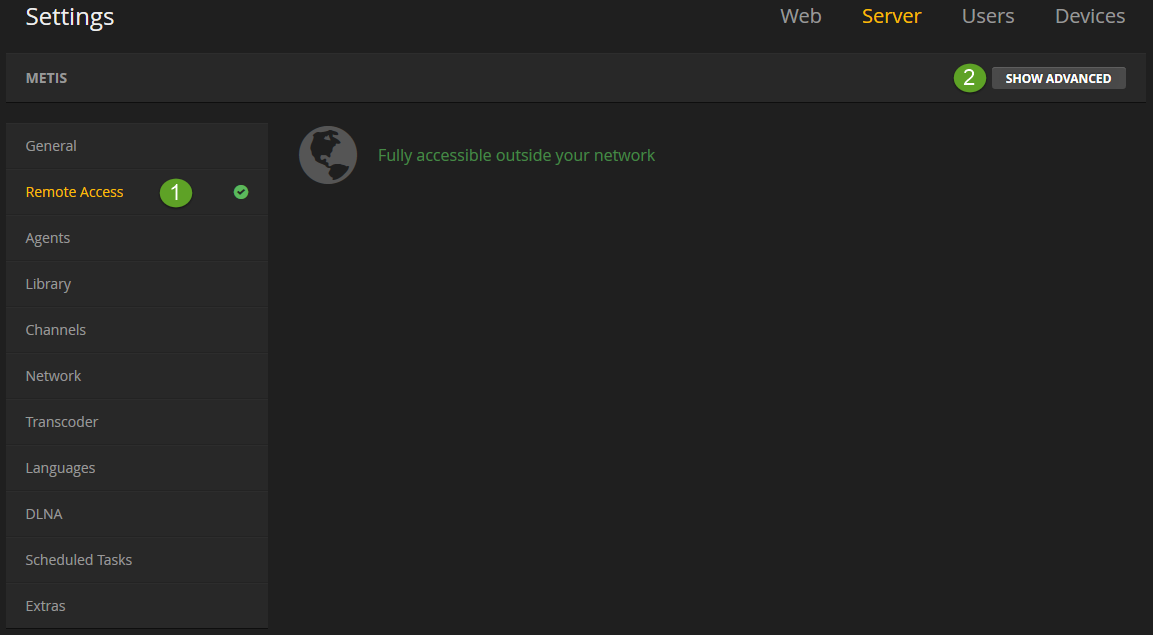 Settings
Web Server Users Devices
METIS
2 SHOW ADVANCED
General
Fully accessible outside your network
Remote Access 1
Agents
Library
Channels
Network
Transcoder
Languages
DLNA
Scheduled Tasks
Extras